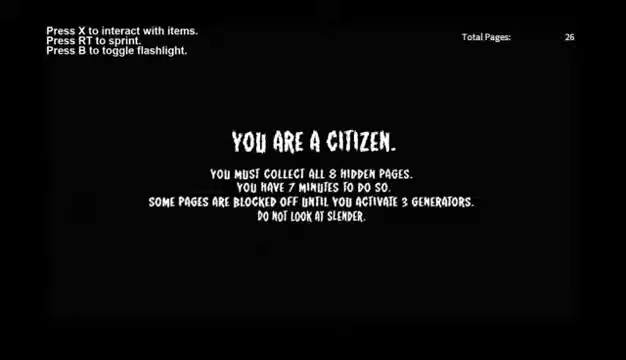 Press X to interact with items.
Press RT to sprint.
Press B to toggle flashlight.
Total Pages: 26
YOU ARE A CITIZEN.
YOU MUST COLLECT ALL 8 HIDDEN PAGES.
YOU HAVE 7 MINUTES TO DO SO.
SOME PAGES ARE BLOCKED OFF UNTIL YOU ACTIVATE 3 GENERATORS.
DO NOT LOOK AT SLENDER.